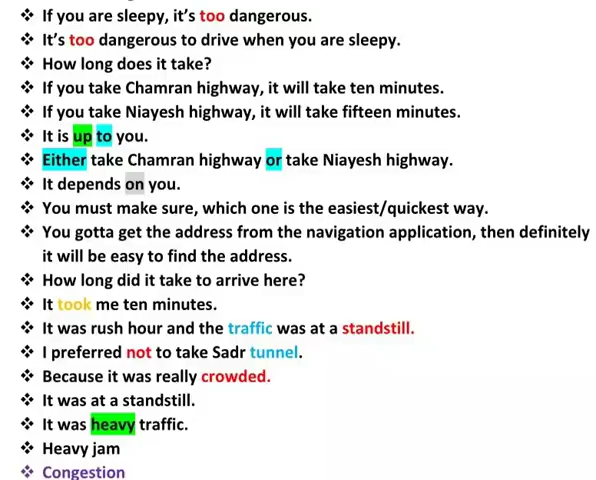 ❖ If you are sleepy, it's too dangerous.
❖ It's too dangerous to drive when you are sleepy.
❖ How long does it take?
❖ If you take Chamran highway, it will take ten minutes.
❖ If you take Niayesh highway, it will take fifteen minutes.
❖ It is up to you.
❖ Either take Chamran highway or take Niayesh highway.
❖ It depends on you.
❖ You must make sure, which one is the easiest/quickest way.
❖ You gotta get the address from the navigation application, then definitely
it will be easy to find the address.
❖ How long did it take to arrive here?
❖ It took me ten minutes.
❖ It was rush hour and the traffic was at a standstill.
❖ I preferred not to take Sadr tunnel.
❖ Because it was really crowded.
❖ It was at a standstill.
❖ It was heavy traffic.
❖ Heavy jam
❖ Congestion